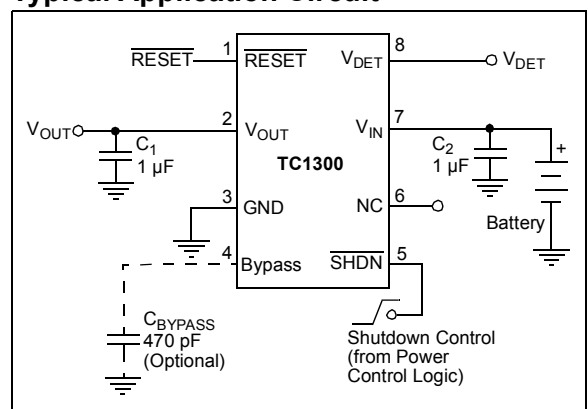 Typical Application Circuit
1
RESET
RESET
VDET
8
VDET
VOUT
2
VOUT
VIN
7
C1
1 µF
TC1300
C2
1 µF
+
Battery
3
GND
NC
6
4
Bypass
SHDN
5
CBYPASS
470 pF
(Optional)
Shutdown Control
(from Power
Control Logic)